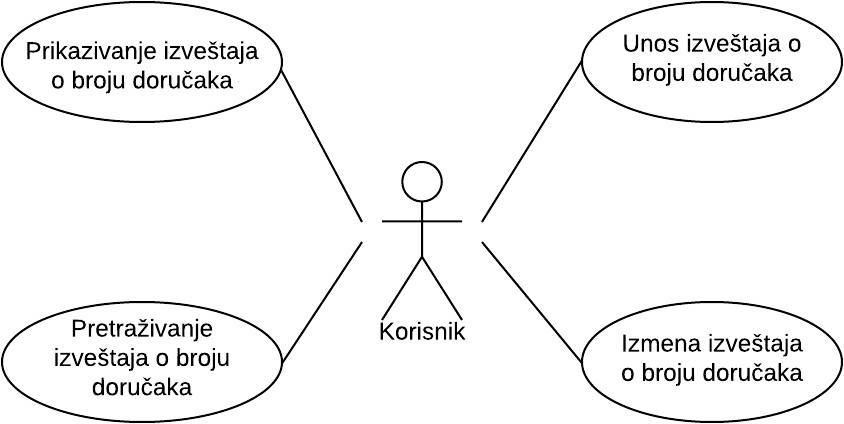 Prikazivanje izveštaja
o broju doručaka
Unos izveštaja o
broju doručaka
Korisnik
Pretraživanje
izveštaja o broju
doručaka
Izmena izveštaja
o broju doručaka